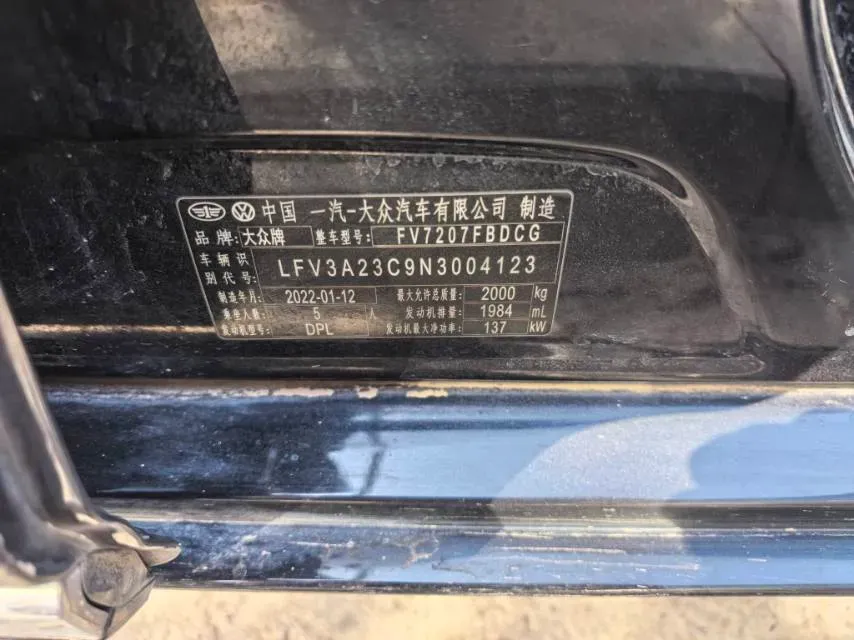 中国 一汽-大众汽车有限公司 制造
品牌: 大众牌 整车型号: FV7207FBDCG
车辆识别代号: LFV3A23C9N3004123
制造年月: 2022-01-12 最大允许总质量: 2000 kg
乘坐人数: 5 人 发动机排量: 1984 mL
发动机型号: DPL 发动机最大净功率: 137 kW